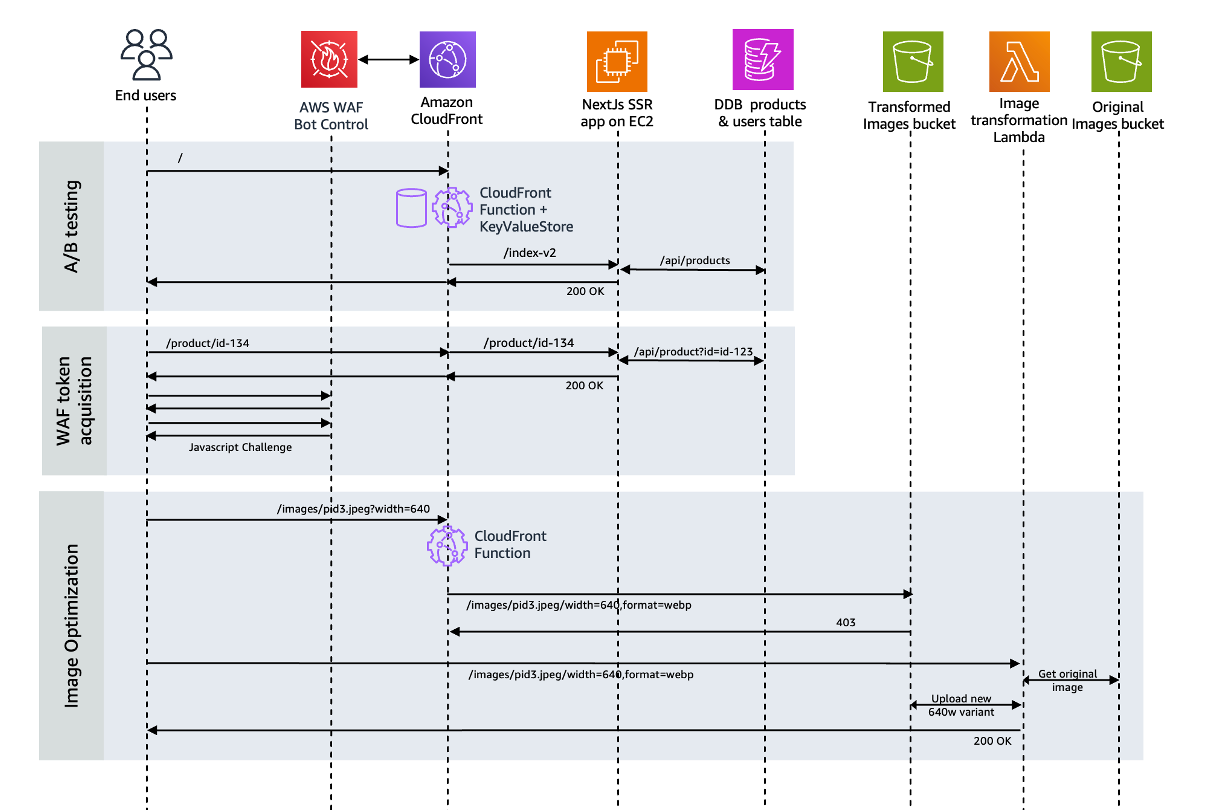 End users
AWS WAF
Bot Control
Amazon
CloudFront
NextJs SSR
app on EC2
DDB products
& users table
Transformed
Images bucket
Image
transformation
Lambda
Original
Images bucket
A/B testing
/
CloudFront
Function +
KeyValueStore
/index-v2
/api/products
200 OK
WAF token
acquisition
/product/id-134
/product/id-134
/api/product?id=id-123
200 OK
Javascript Challenge
Image Optimization
/images/pid3.jpeg?width=640
CloudFront
Function
/images/pid3.jpeg/width=640,format=webp
403
/images/pid3.jpeg/width=640,format=webp
Get original
image
Upload new
640w variant
200 OK